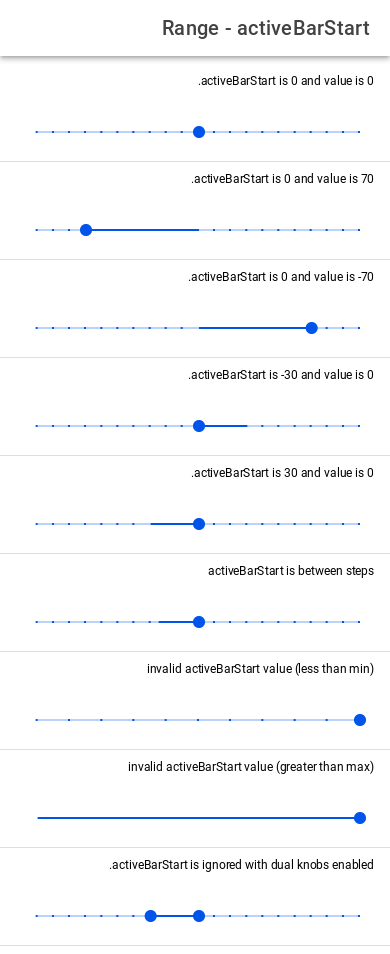 Range - activeBarStart
.activeBarStart is 0 and value is 0
.activeBarStart is 0 and value is 70
.activeBarStart is 0 and value is -70
.activeBarStart is -30 and value is 0
.activeBarStart is 30 and value is 0
activeBarStart is between steps
invalid activeBarStart value (less than min)
invalid activeBarStart value (greater than max)
.activeBarStart is ignored with dual knobs enabled